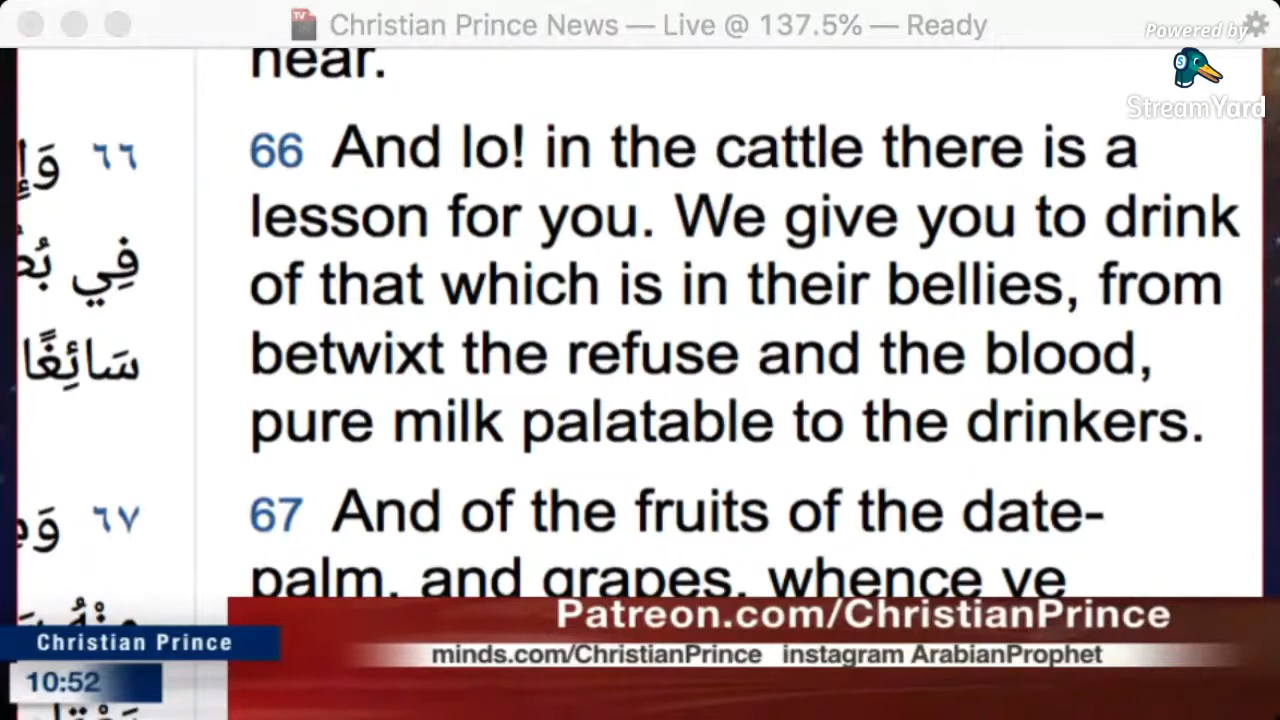 Christian Prince News — Live @ 137.5% — Ready
Powered by
StreamYard
hear.
66 And lo! in the cattle there is a
lesson for you. We give you to drink
of that which is in their bellies, from
betwixt the refuse and the blood,
pure milk palatable to the drinkers.
67 And of the fruits of the date-
palm, and grapes, whence ye
٦٦
فِي
سَائِغًا
٦٧
Patreon.com/ChristianPrince
Christian Prince
minds.com/ChristianPrince instagram ArabianProphet
10:52